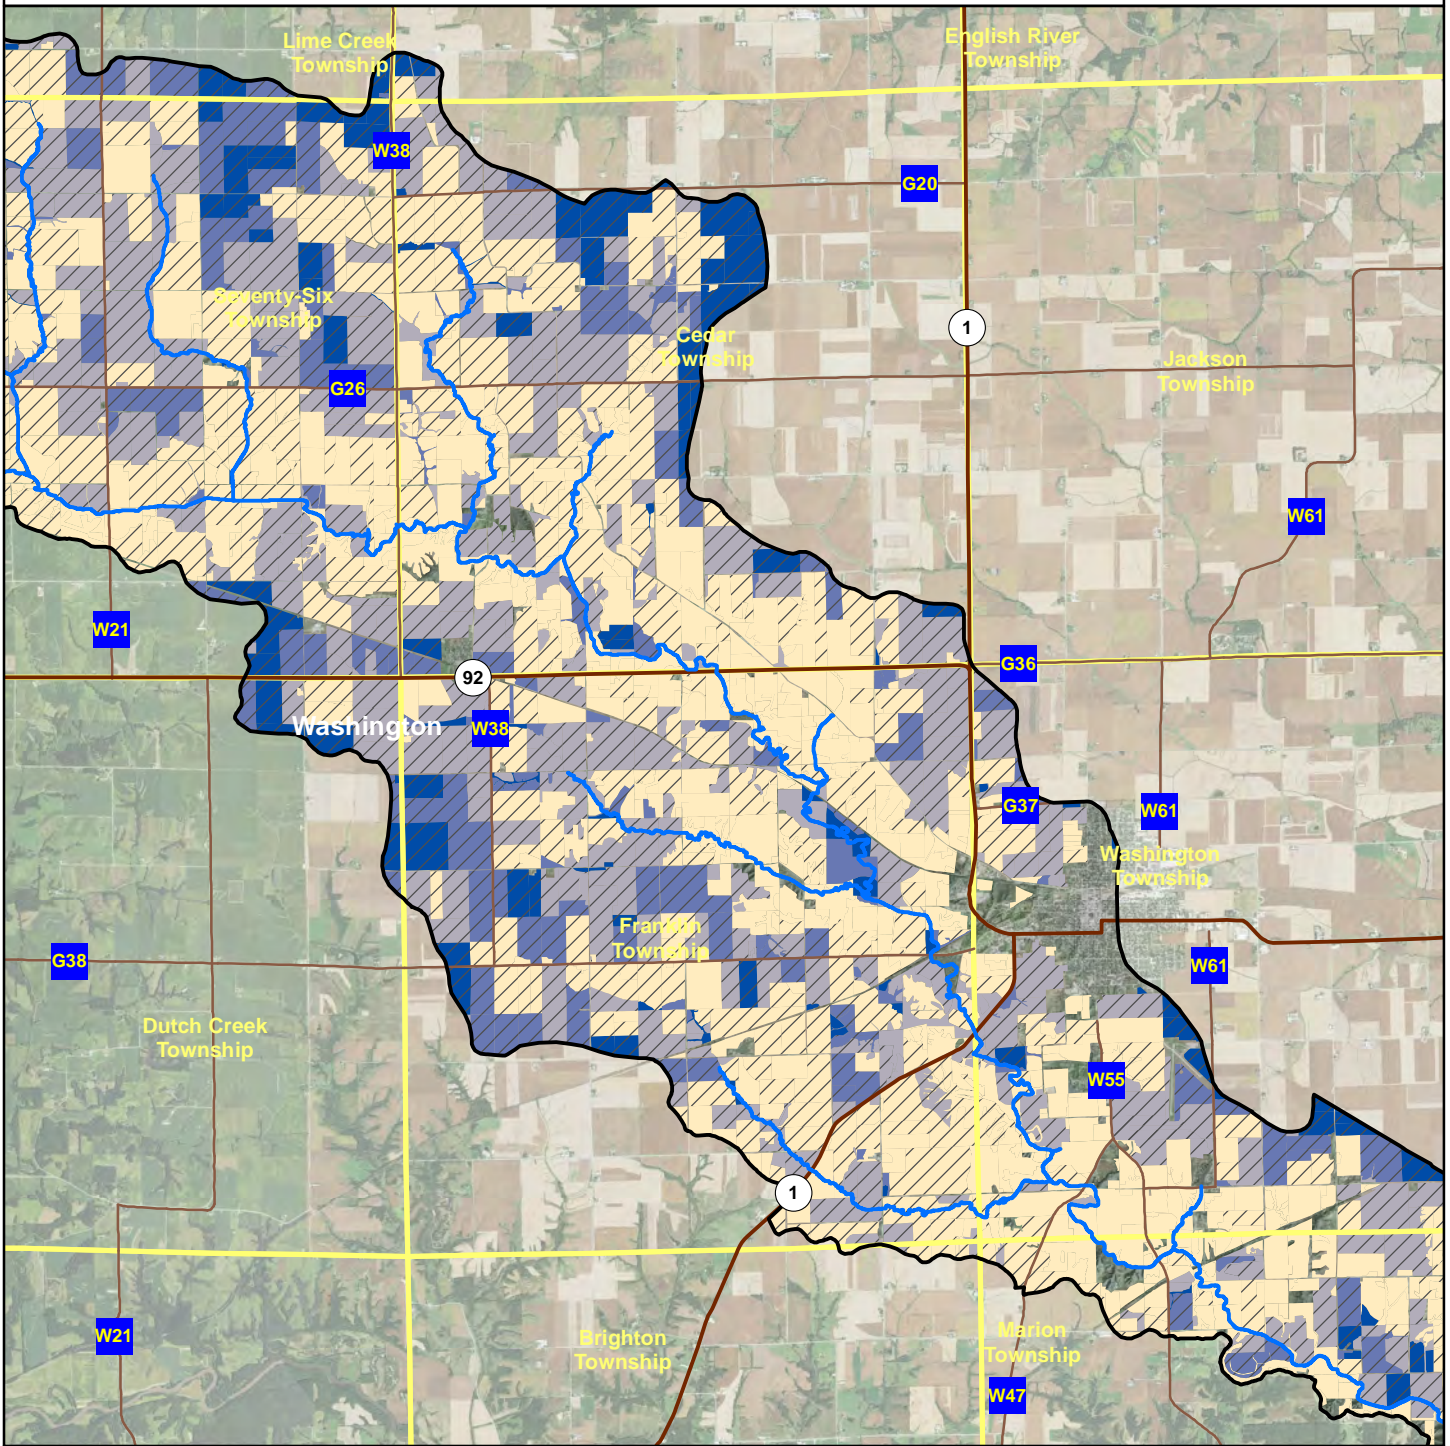 Lime Creek
Township
English River
Township
W38
G20
Seventy-Six
Township
Cedar
Township
1
Jackson
Township
G26
W61
W21
G36
92
Washington
W38
G37
W61
Washington
Township
Franklin
Township
G38
W61
Dutch Creek
Township
W55
1
W21
Brighton
Township
Marion
Township
W47